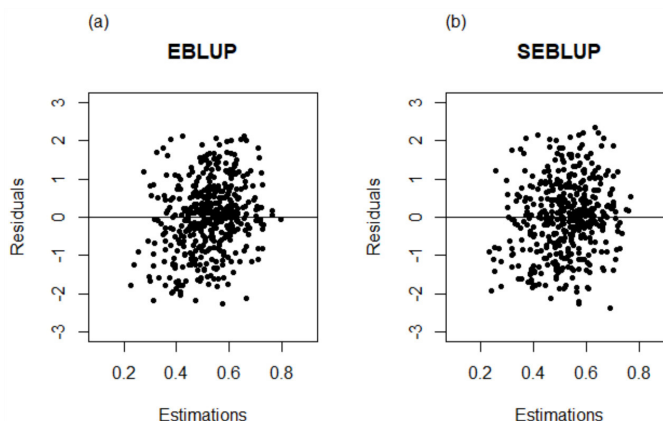 (a)
EBLUP
3
2
1
0
-1
-2
-3
Residuals
0.2 0.4 0.6 0.8
Estimations
(b)
SEBLUP
3
2
1
0
-1
-2
-3
Residuals
0.2 0.4 0.6 0.8
Estimations